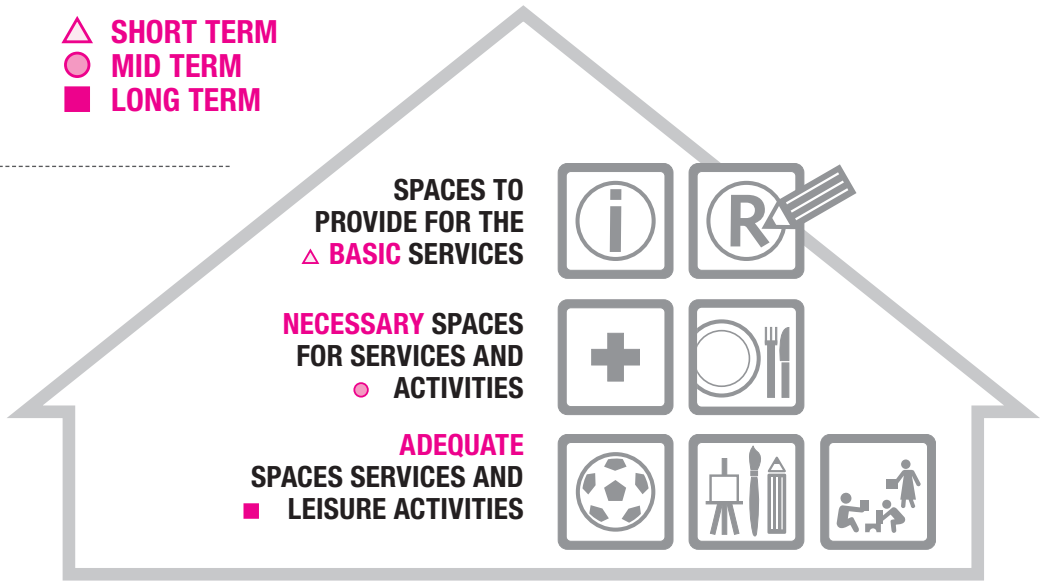 SHORT TERM
MID TERM
LONG TERM
SPACES TO
PROVIDE FOR THE
BASIC SERVICES
i
R
NECESSARY SPACES
FOR SERVICES AND
ACTIVITIES
ADEQUATE
SPACES SERVICES AND
LEISURE ACTIVITIES